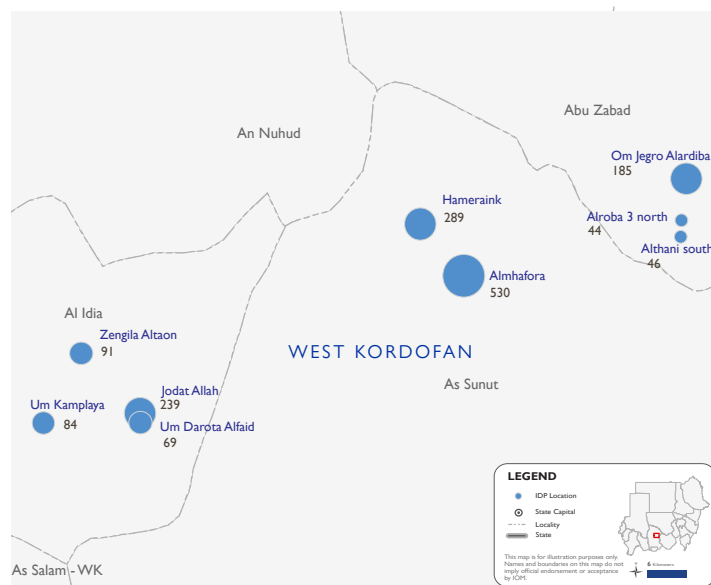 Abu Zabad
An Nuhud
Om Jegro Alardiba
185
Hameraink
289
Alroba 3 north
44
Althani south
46
Almhafora
530
Al Idia
Zengila Altaon
91
WEST KORDOFAN
As Sunut
Jodat Allah
239
Um Kamplaya
84
Um Darota Alfaid
69
As Salam - WK
LEGEND
IDP Location
State Capital
Locality
State
This map is for illustration purposes only.
Names and boundaries on this map do not
imply official endorsement or acceptance
by IOM.
6 Kilometers